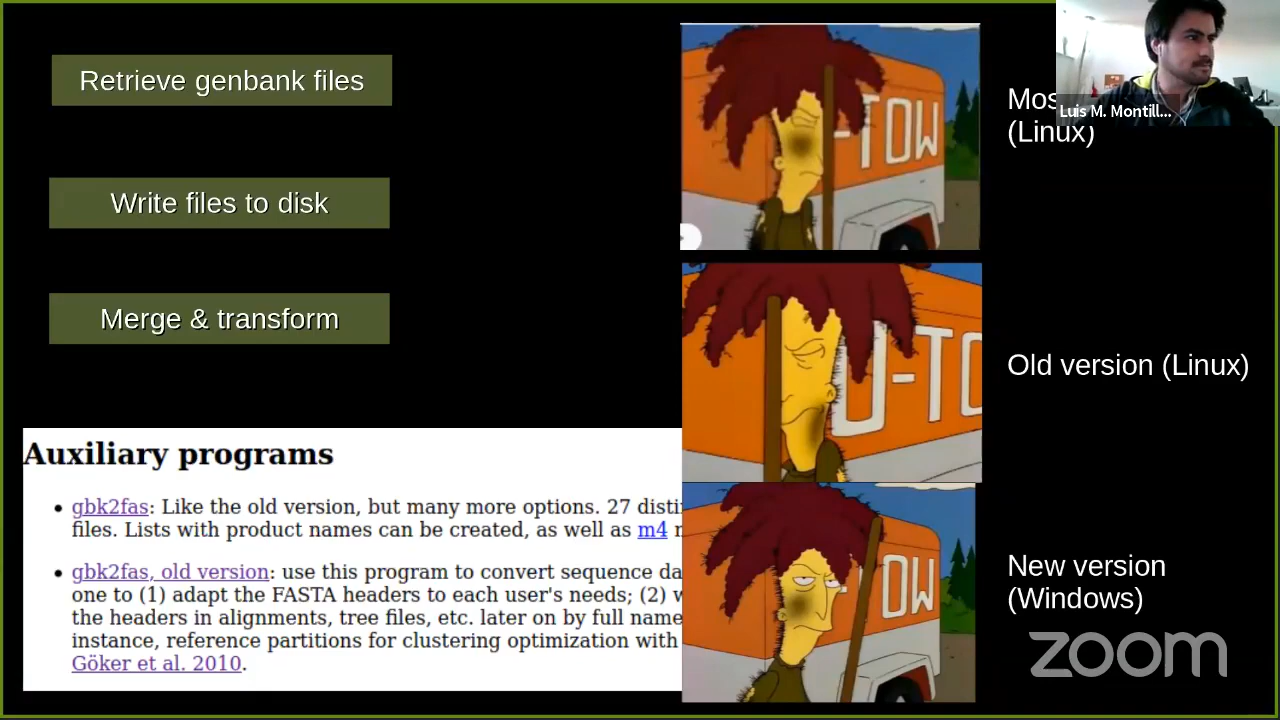 Retrieve genbank files
Write files to disk
Merge & transform
Auxiliary programs
gbk2fas: Like the old version, but many more options. 27
files. Lists with product names can be created, as well as m4
gbk2fas, old version: use this program to convert sequence
one to (1) adapt the FASTA headers to each user's needs; (2)
the headers in alignments, tree files, etc. later on by full
instance, reference partitions for clustering optimization with
Göker et al. 2010.
-TOW
U-TO
OW
(Linux)
Luis M. Montill...
Old version (Linux)
New version
(Windows)
zoom